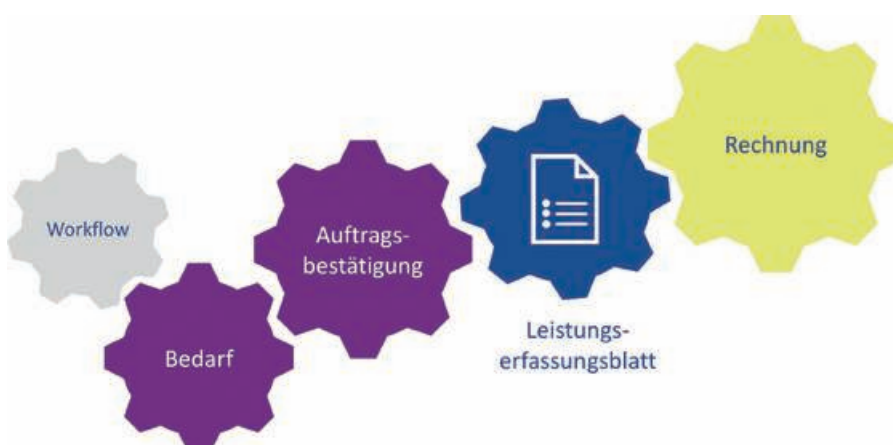 Workflow
Bedarf
Auftrags-
bestätigung
Leistungs-
erfassungsblatt
Rechnung